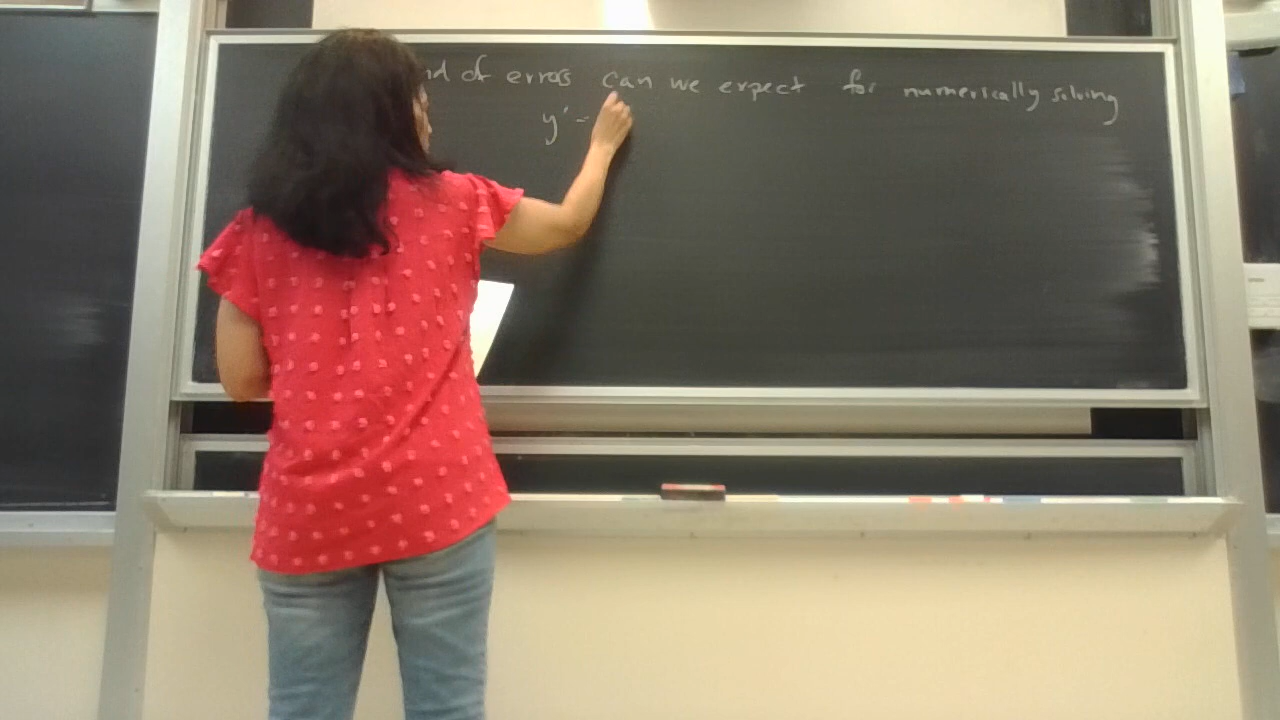 of errors can we expect for numerically solving
y' =